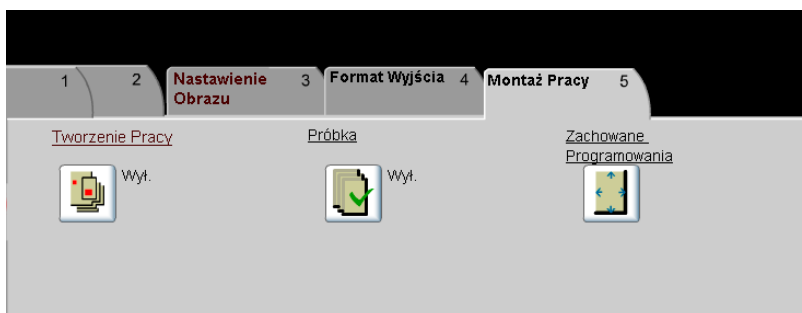 1
2
Nastawienie
Obrazu
3
Format Wyjścia
4
Montaż Pracy
5
Tworzenie Pracy
Wył.
Próbka
Wył.
Zachowane
Programowania